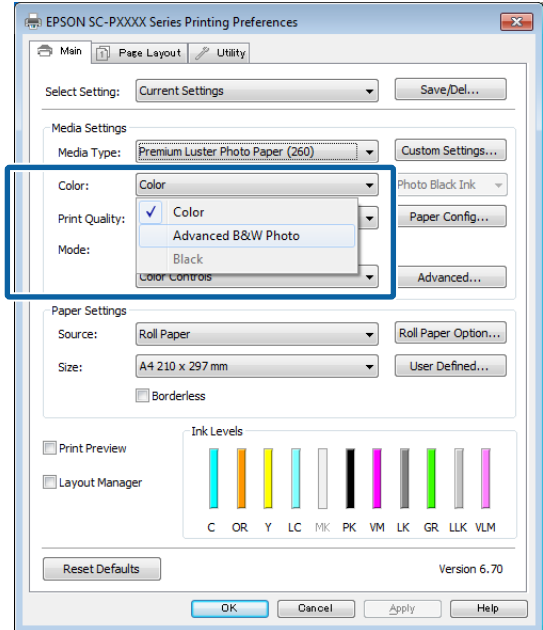 EPSON SC-PXXXX Series Printing Preferences
Main Page Layout Utility
Select Setting: Current Settings Save/Del...
Media Settings
Media Type: Premium Luster Photo Paper (260) Custom Settings...
Color: Color Photo Black Ink
Print Quality: Color Paper Config...
Advanced B&W Photo
Mode: Black
Color Controls Advanced...
Paper Settings
Source: Roll Paper Roll Paper Option...
Size: A4 210 x 297 mm User Defined...
Borderless
Print Preview
Layout Manager
Ink Levels
C OR Y LC MK PK VM LK GR LLK VLM
Reset Defaults Version 6.70
OK Cancel Apply Help